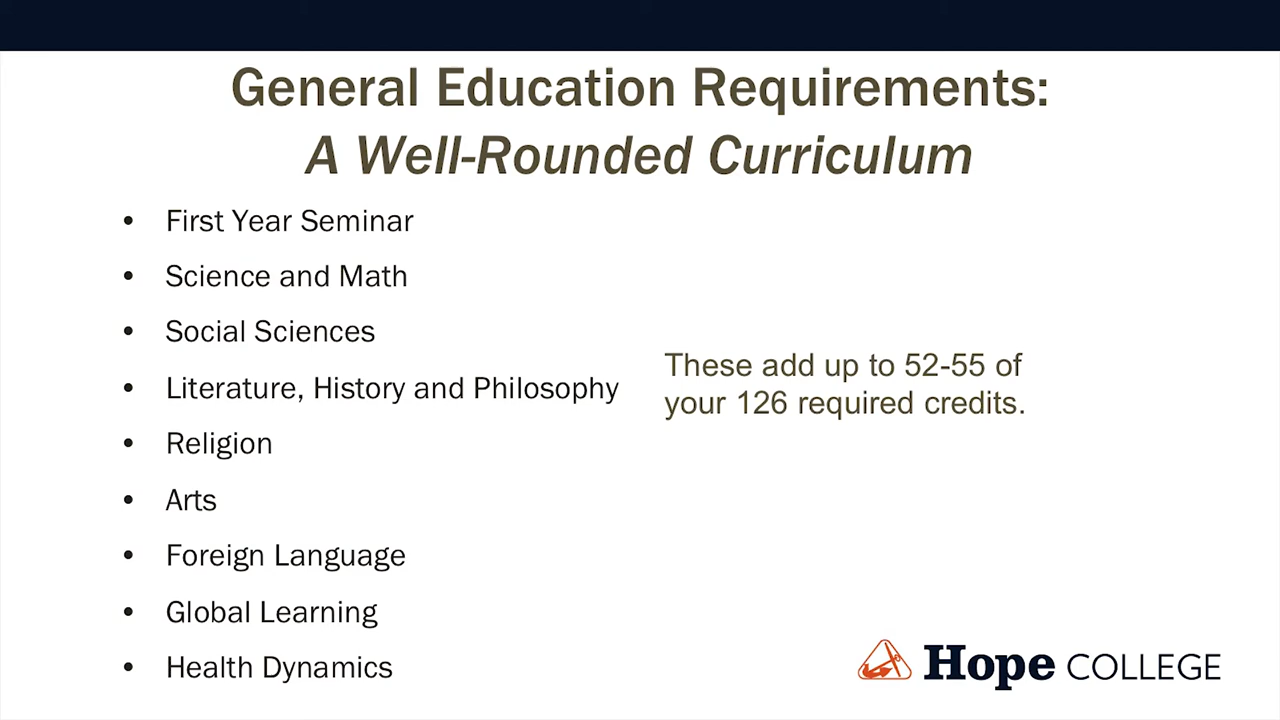 General Education Requirements:
A Well-Rounded Curriculum
• First Year Seminar
• Science and Math
• Social Sciences
• Literature, History and Philosophy
• Religion
• Arts
• Foreign Language
• Global Learning
• Health Dynamics
These add up to 52-55 of
your 126 required credits.
Hope COLLEGE